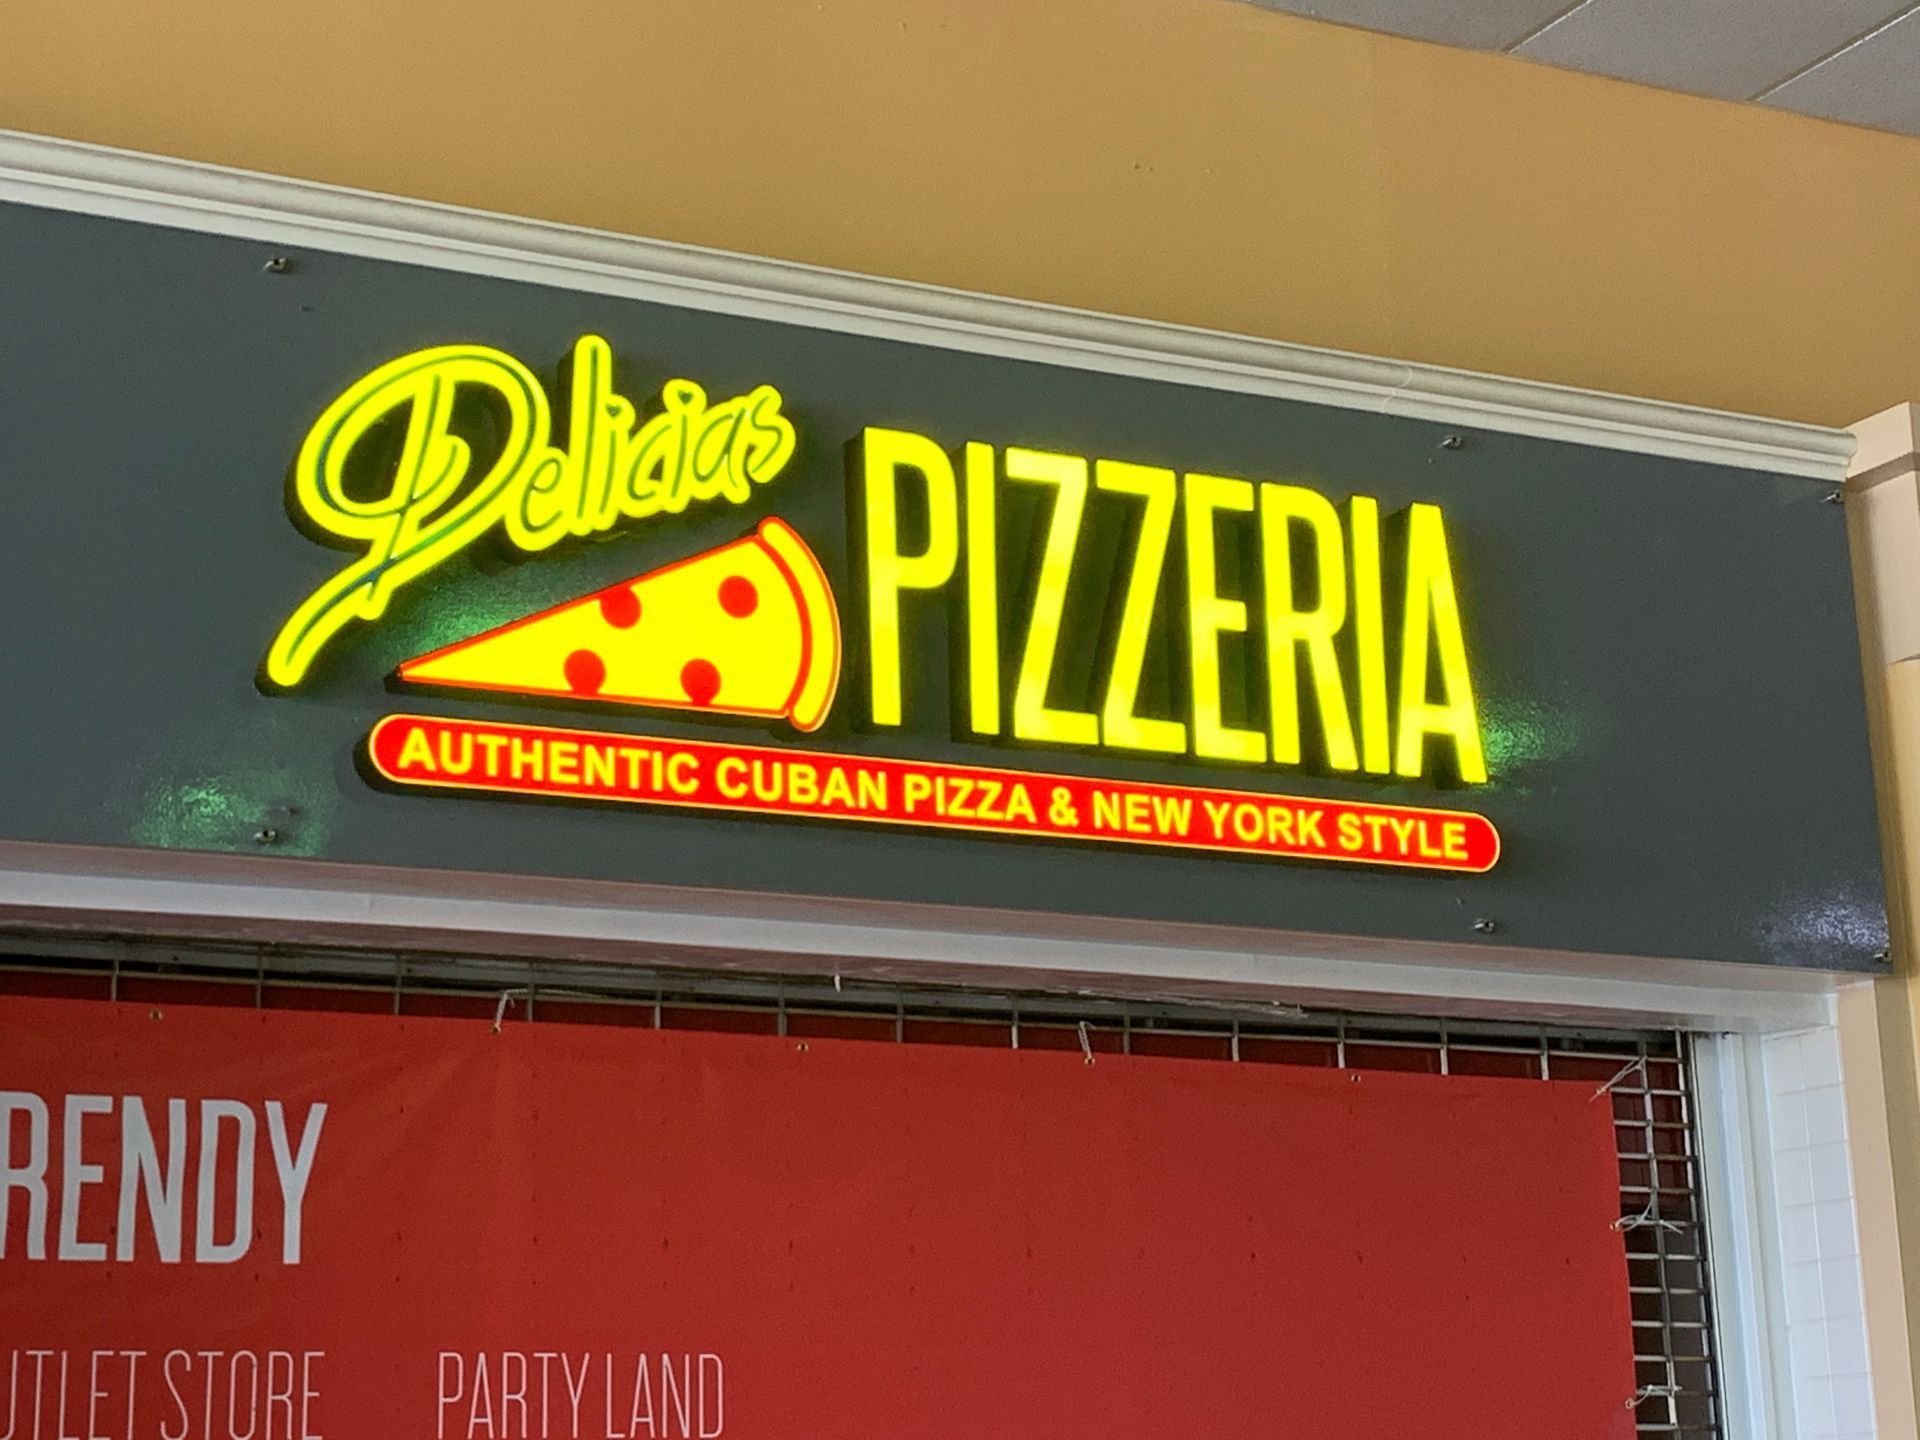 Delicias
PIZZERIA
AUTHENTIC CUBAN PIZZA & NEW YORK STYLE
RENDY
UTLET STORE
PARTY LAND